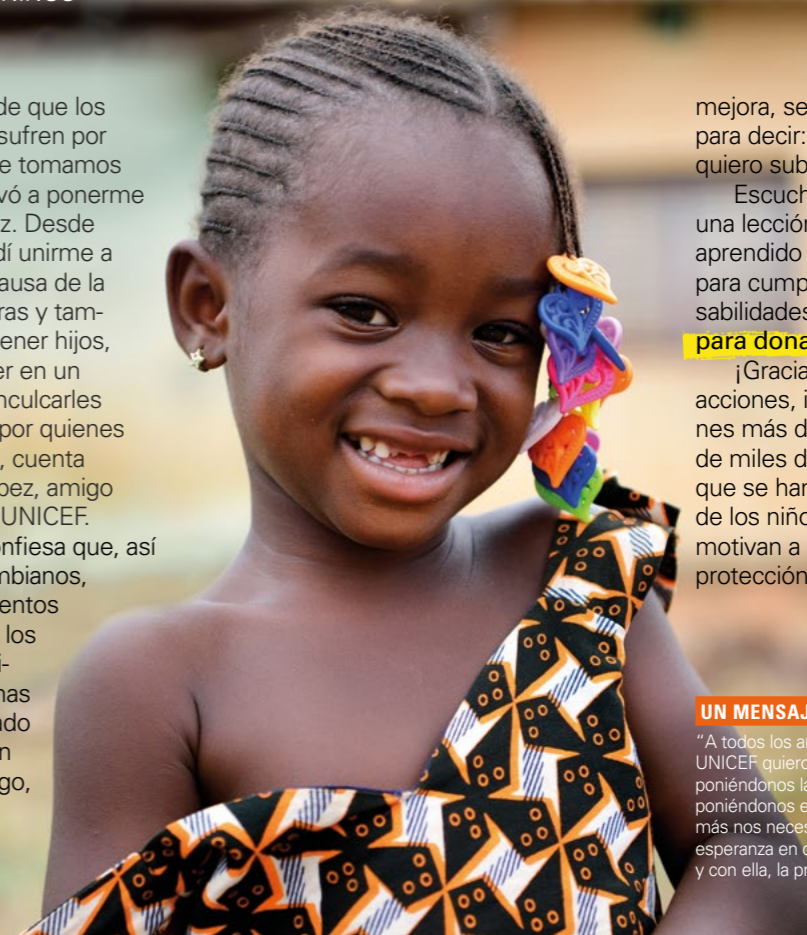 de que los
sufren por
e tomamos
vó a ponerme
z. Desde
dí unirme a
ausa de la
ras y tam-
ener hijos,
er en un
nculcarles
por quienes
, cuenta
pez, amigo
UNICEF.
nfiesa que, así
mbianos,
entos
los
i-
nas
ado
n
go,
mejora, se
para decir:
quiero sub
Escuch
una lección
aprendido
para cump
sabilidades
para dona
¡Gracia
acciones, i
nes más d
de miles d
que se han
de los niño
motivan a
protección
UN MENSAJ
"A todos los a
UNICEF quiero
poniéndonos la
poniéndonos e
más nos neces
esperanza en c
y con ella, la pr